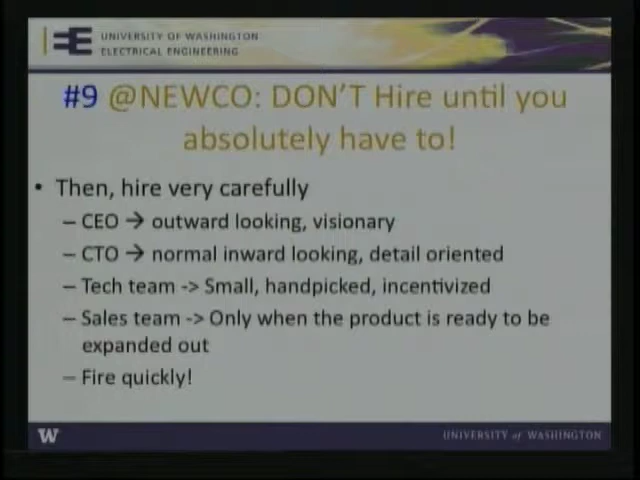 UNIVERSITY OF WASHINGTON
ELECTRICAL ENGINEERING
#9 @NEWCO: DON'T Hire until you
absolutely have to!
• Then, hire very carefully
– CEO → outward looking, visionary
– CTO → normal inward looking, detail oriented
– Tech team -> Small, handpicked, incentivized
– Sales team -> Only when the product is ready to be
expanded out
– Fire quickly!
W
UNIVERSITY of WASHINGTON